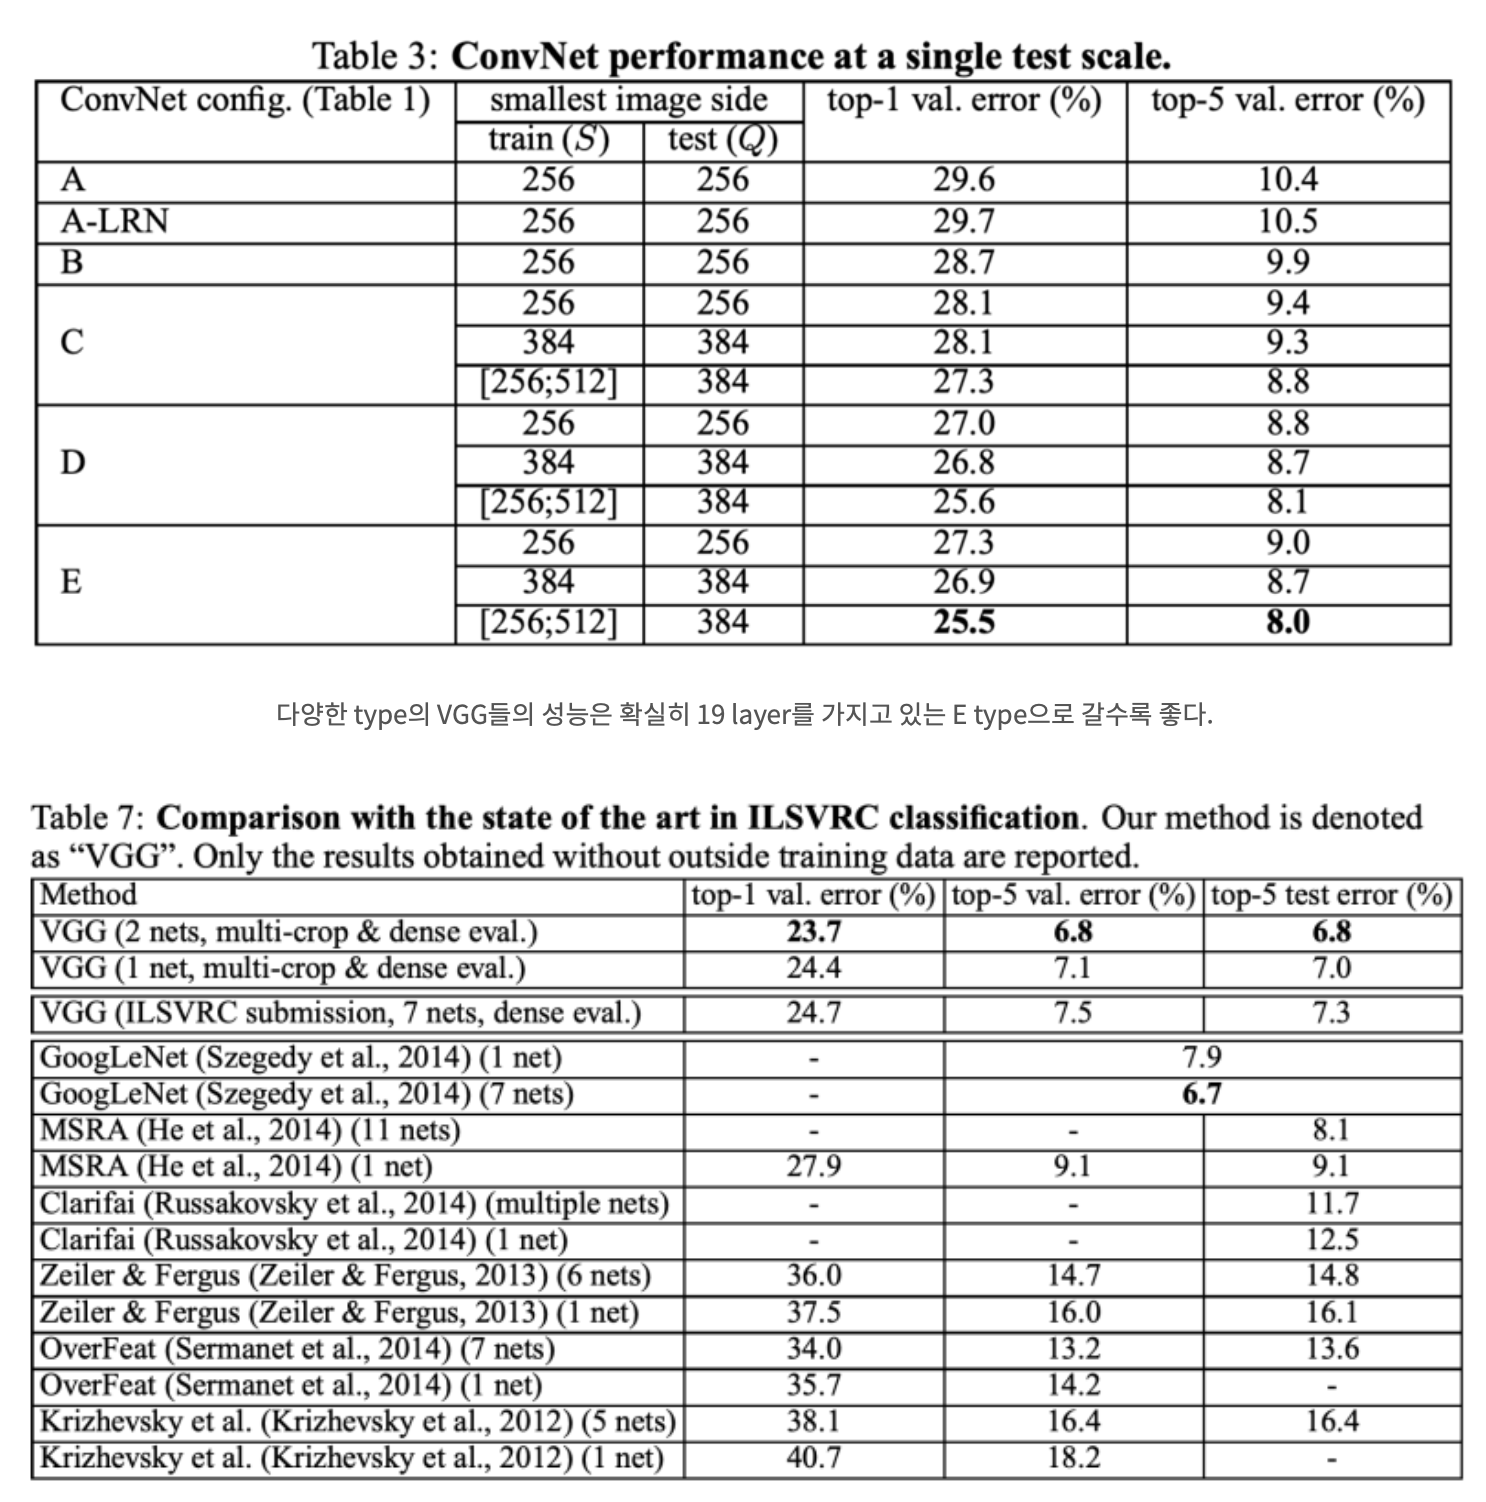 Table 3: ConvNet performance at a single test scale.
ConvNet config. (Table 1) smallest image side top-1 val. error (%) top-5 val. error (%)
train (S) test (Q)
A 256 256 29.6 10.4
A-LRN 256 256 29.7 10.5
B 256 256 28.7 9.9
C 256 256 28.1 9.4
384 384 28.1 9.3
[256;512] 384 27.3 8.8
D 256 256 27.0 8.8
384 384 26.8 8.7
[256;512] 384 25.6 8.1
E 256 256 27.3 9.0
384 384 26.9 8.7
[256;512] 384 25.5 8.0
다양한 type의 VGG들의 성능은 확실히 19 layer를 가지고 있는 E type으로 갈수록 좋다.
Table 7: Comparison with the state of the art in ILSVRC classification. Our method is denoted
as “VGG”. Only the results obtained without outside training data are reported.
Method top-1 val. error (%) top-5 val. error (%) top-5 test error (%)
VGG (2 nets, multi-crop & dense eval.) 23.7 6.8 6.8
VGG (1 net, multi-crop & dense eval.) 24.4 7.1 7.0
VGG (ILSVRC submission, 7 nets, dense eval.) 24.7 7.5 7.3
GoogLeNet (Szegedy et al., 2014) (1 net) - 7.9
GoogLeNet (Szegedy et al., 2014) (7 nets) - 6.7
MSRA (He et al., 2014) (11 nets) - - 8.1
MSRA (He et al., 2014) (1 net) 27.9 9.1 9.1
Clarifai (Russakovsky et al., 2014) (multiple nets) - - 11.7
Clarifai (Russakovsky et al., 2014) (1 net) - - 12.5
Zeiler & Fergus (Zeiler & Fergus, 2013) (6 nets) 36.0 14.7 14.8
Zeiler & Fergus (Zeiler & Fergus, 2013) (1 net) 37.5 16.0 16.1
OverFeat (Sermanet et al., 2014) (7 nets) 34.0 13.2 13.6
OverFeat (Sermanet et al., 2014) (1 net) 35.7 14.2 -
Krizhevsky et al. (Krizhevsky et al., 2012) (5 nets) 38.1 16.4 16.4
Krizhevsky et al. (Krizhevsky et al., 2012) (1 net) 40.7 18.2 -